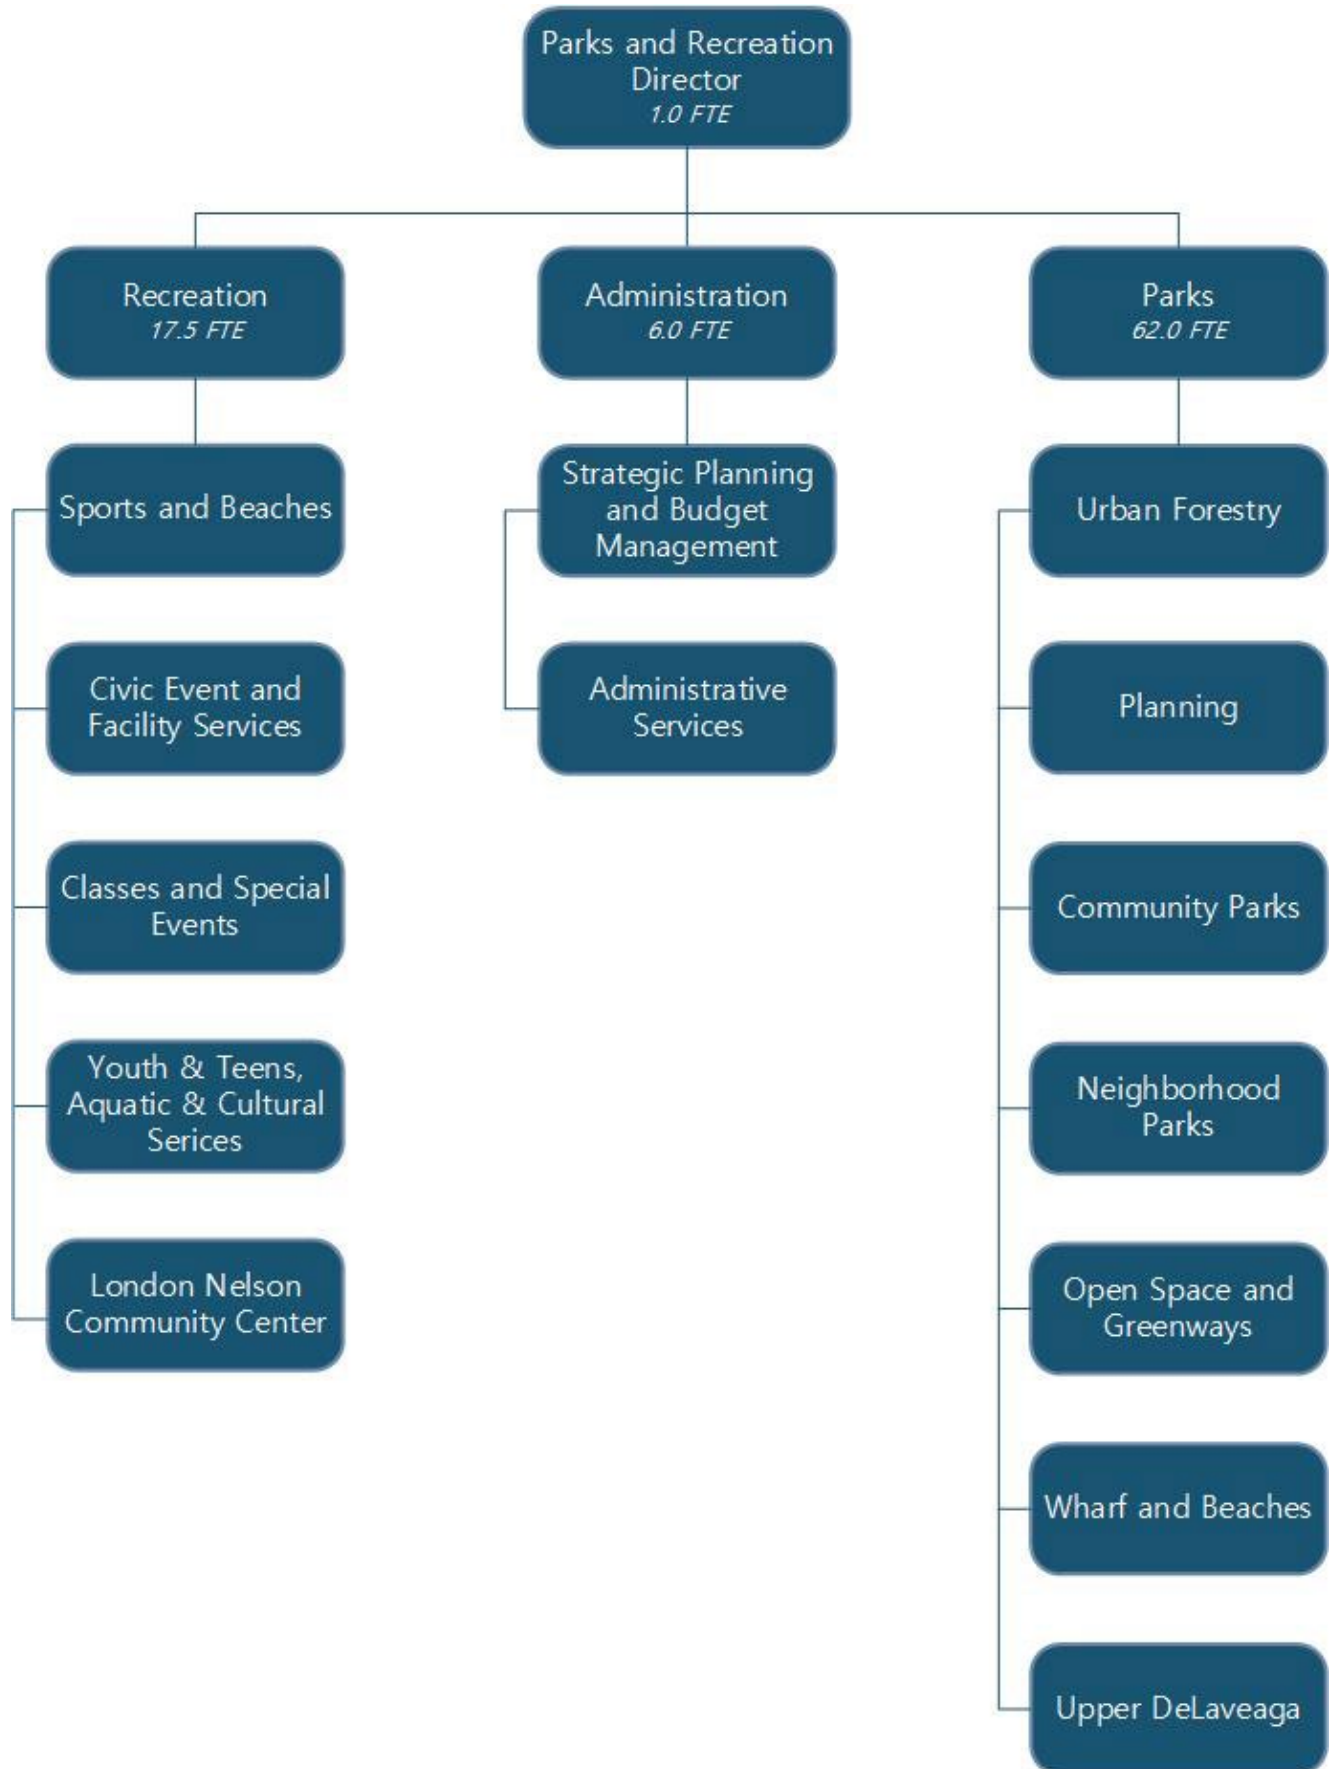 Parks and Recreation
Director
1.0 FTE
Recreation
17.5 FTE
Administration
6.0 FTE
Parks
62.0 FTE
Sports and Beaches
Civic Event and
Facility Services
Classes and Special
Events
Youth & Teens,
Aquatic & Cultural
Serices
London Nelson
Community Center
Strategic Planning
and Budget
Management
Administrative
Services
Urban Forestry
Planning
Community Parks
Neighborhood
Parks
Open Space and
Greenways
Wharf and Beaches
Upper DeLaveaga